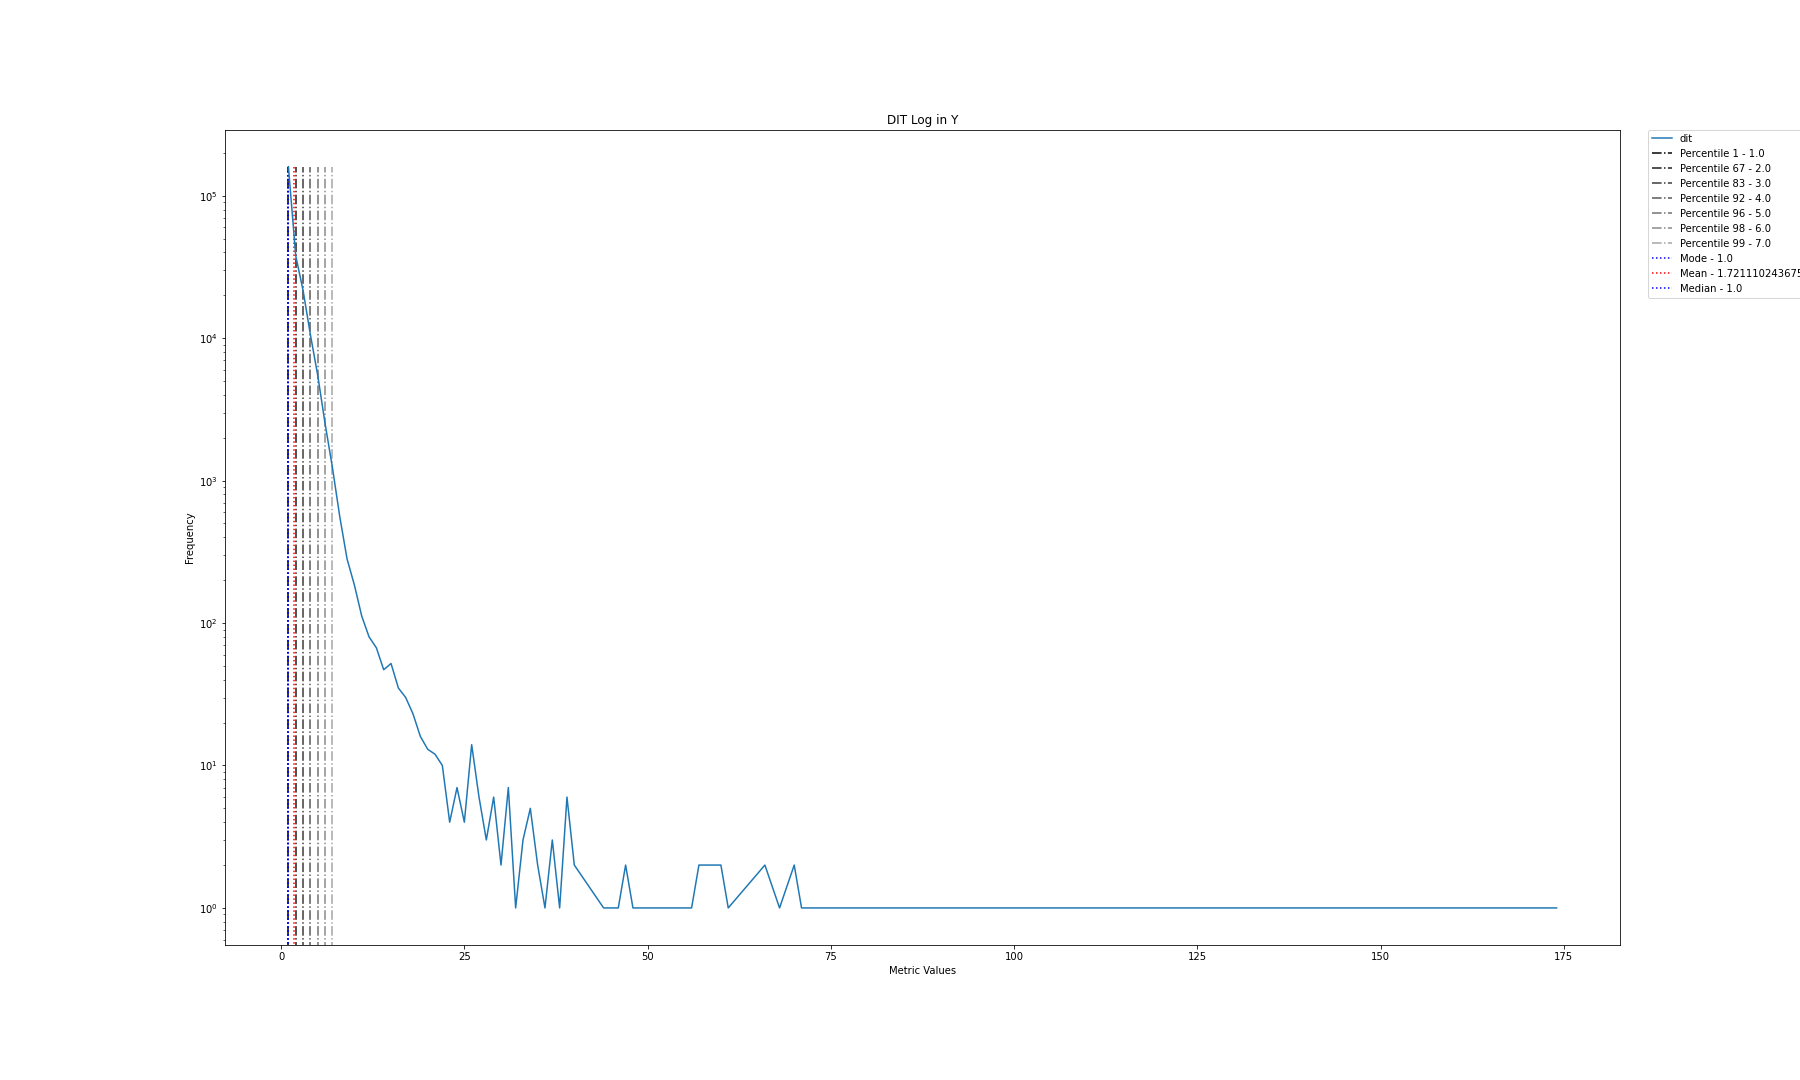 DIT Log in Y
dit
Percentile 1 - 1.0
Percentile 67 - 2.0
Percentile 83 - 3.0
Percentile 92 - 4.0
Percentile 96 - 5.0
Percentile 98 - 6.0
Percentile 99 - 7.0
Mode - 1.0
Mean - 1.721110243675
Median - 1.0
Frequency
10⁵
10⁴
10³
10²
10¹
10⁰
0 25 50 75 100 125 150 175
Metric Values